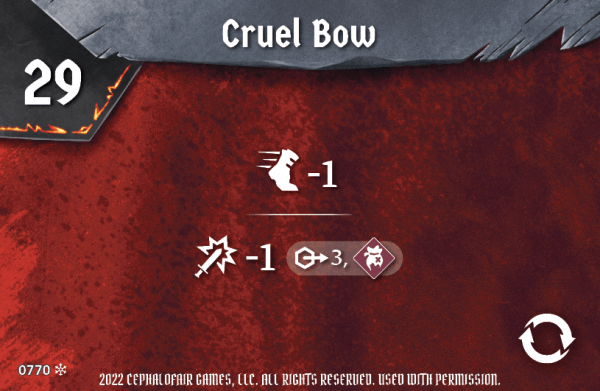 Cruel Bow
29
-1
-1 3,
0770
2022 CEPHALOFAIR GAMES, LLC. ALL RIGHTS RESERVED. USED WITH PERMISSION.